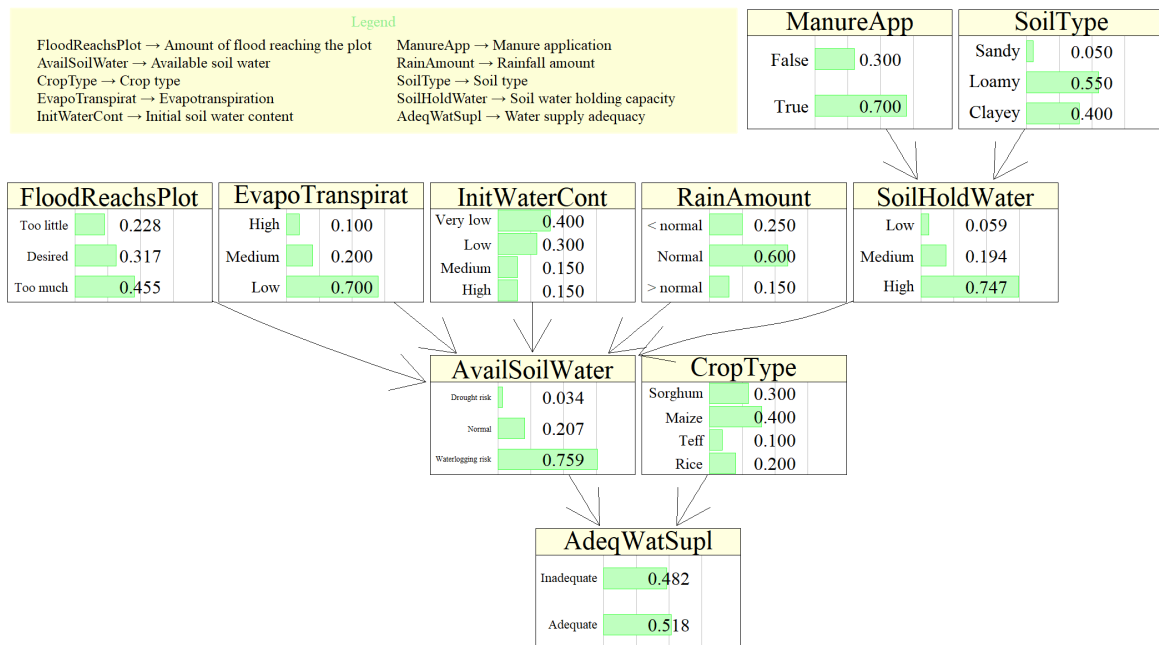 Legend
FloodReachsPlot → Amount of flood reaching the plot
AvailSoilWater → Available soil water
CropType → Crop type
EvapoTranspirat → Evapotranspiration
InitWaterCont → Initial soil water content
ManureApp → Manure application
RainAmount → Rainfall amount
SoilType → Soil type
SoilHoldWater → Soil water holding capacity
AdeqWatSupl → Water supply adequacy
ManureApp
False 0.300
True 0.700
SoilType
Sandy 0.050
Loamy 0.550
Clayey 0.400
FloodReachsPlot
Too little 0.228
Desired 0.317
Too much 0.455
EvapoTranspirat
High 0.100
Medium 0.200
Low 0.700
InitWaterCont
Very low 0.400
Low 0.300
Medium 0.150
High 0.150
RainAmount
< normal 0.250
Normal 0.600
> normal 0.150
SoilHoldWater
Low 0.059
Medium 0.194
High 0.747
AvailSoilWater
Drought risk 0.034
Normal 0.207
Waterlogging risk 0.759
CropType
Sorghum 0.300
Maize 0.400
Teff 0.100
Rice 0.200
AdeqWatSupl
Inadequate 0.482
Adequate 0.518